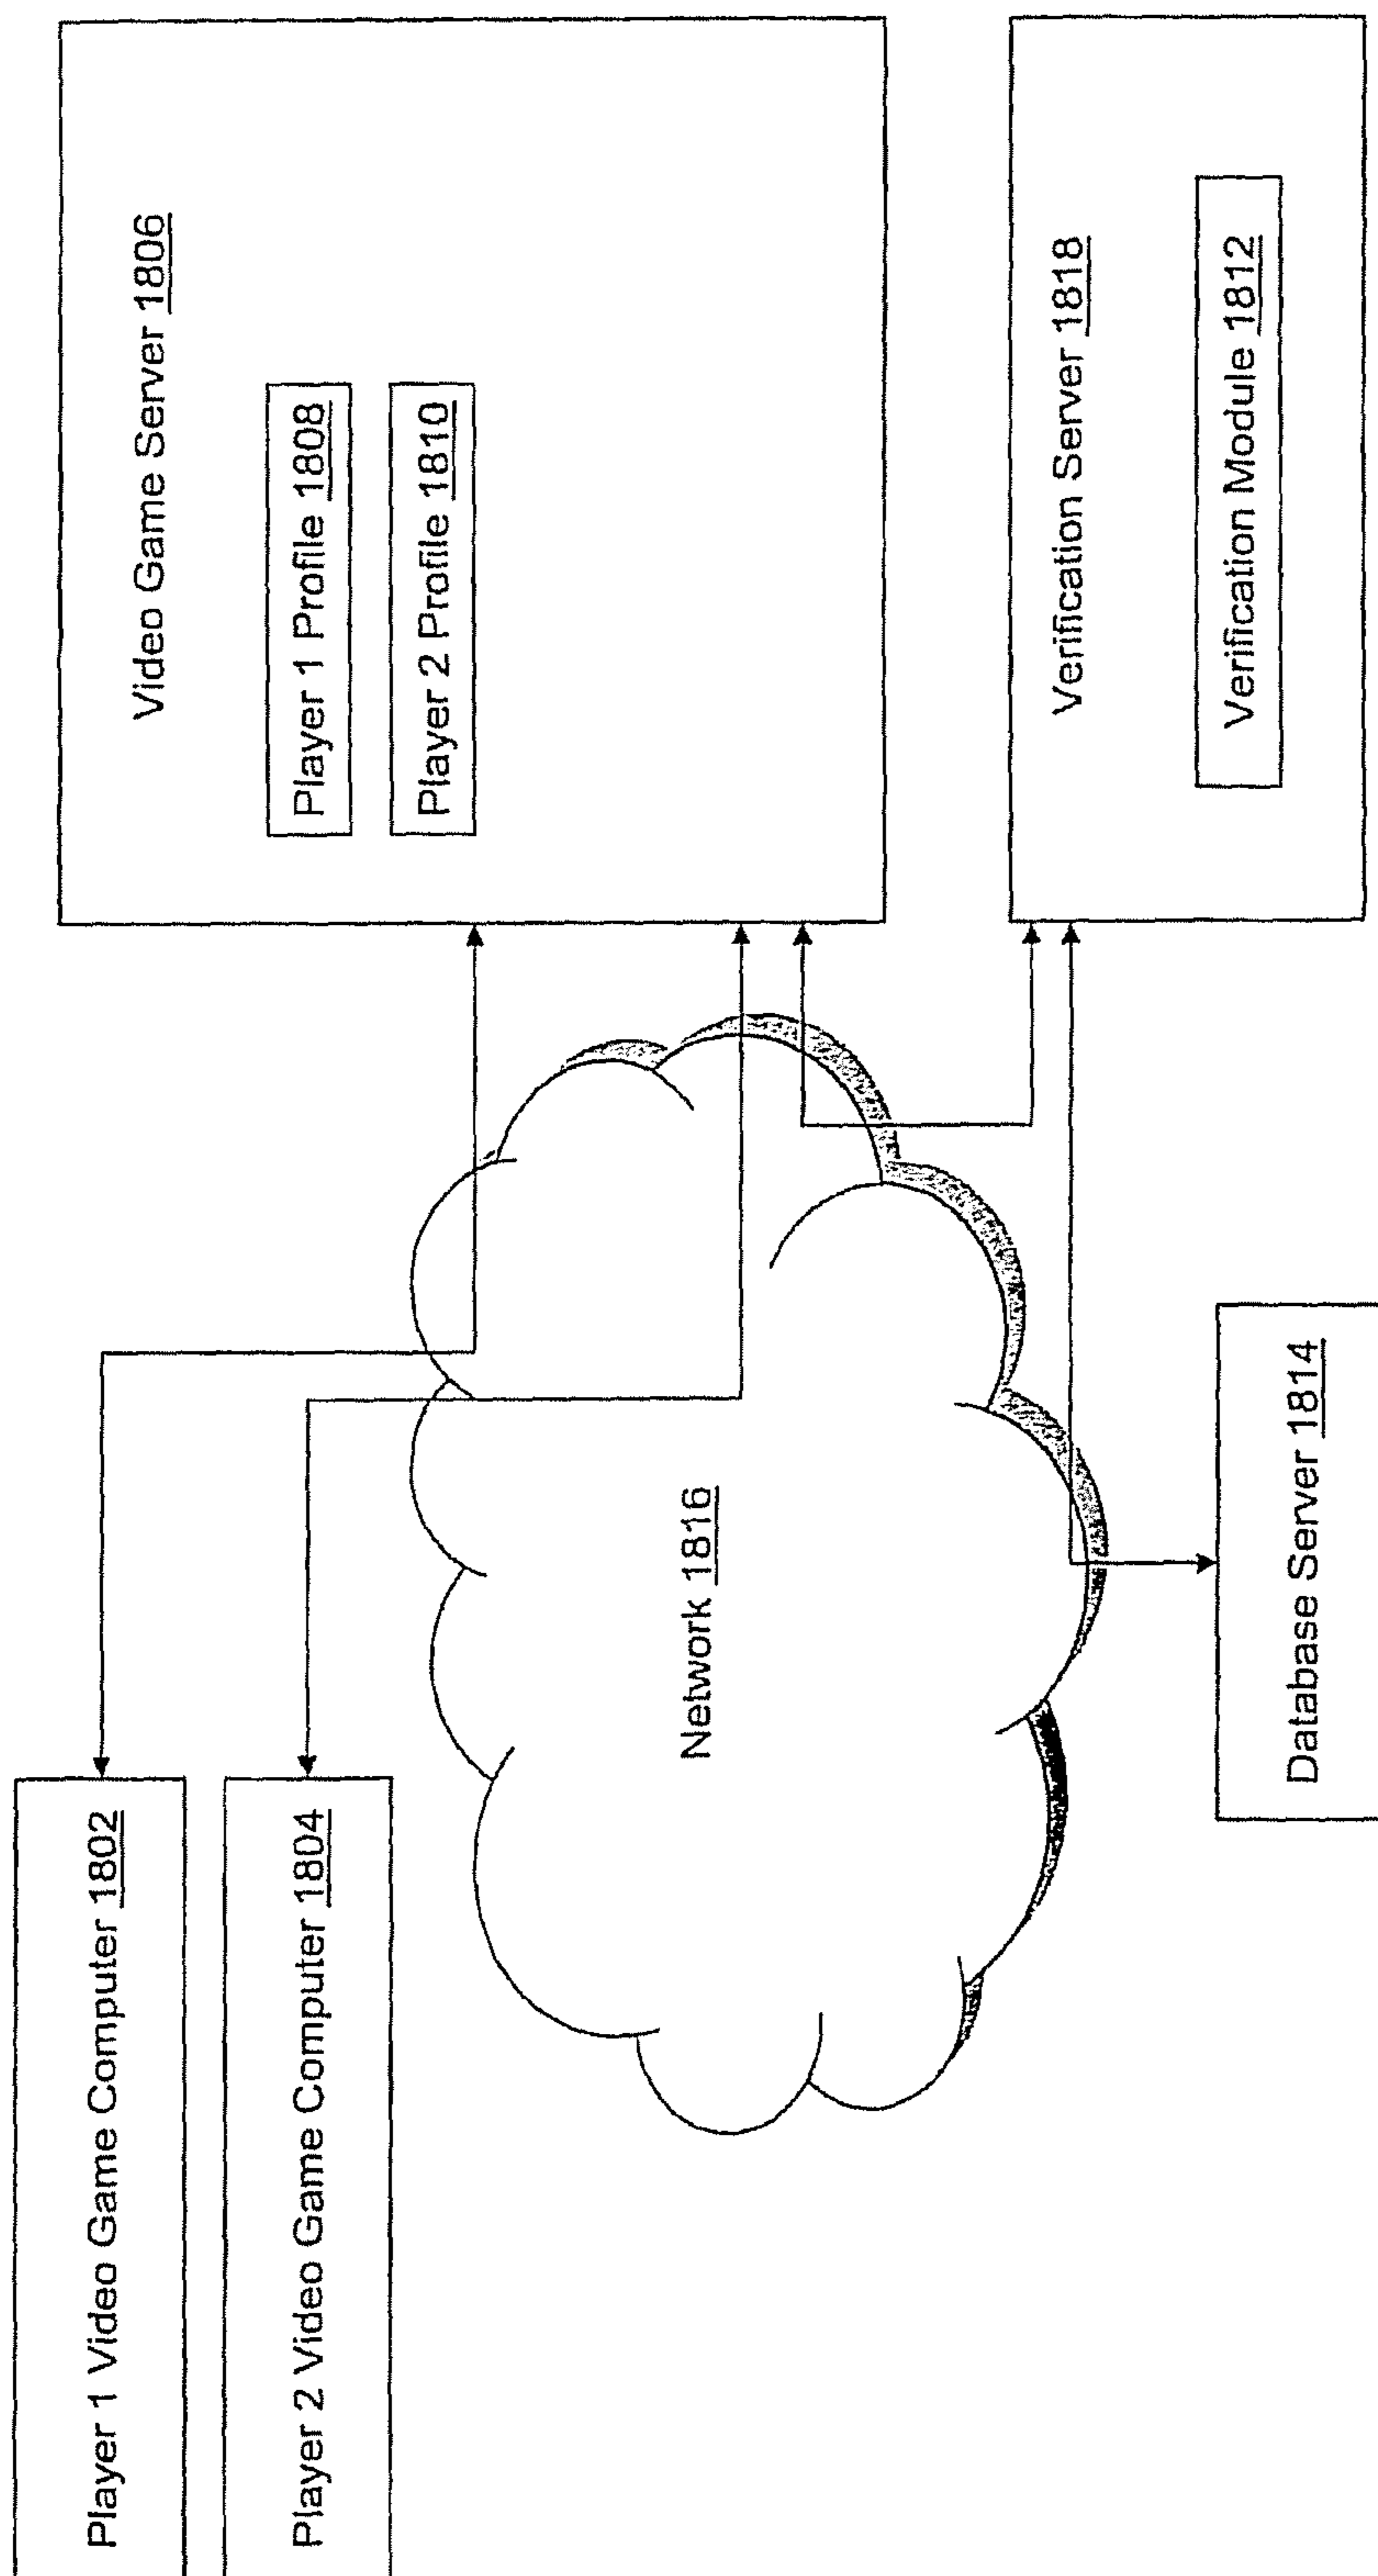 Player 1 Video Game Computer 1802
Player 2 Video Game Computer 1804
Network 1816
Database Server 1814
Video Game Server 1806
Player 1 Profile 1808
Player 2 Profile 1810
Verification Server 1818
Verification Module 1812